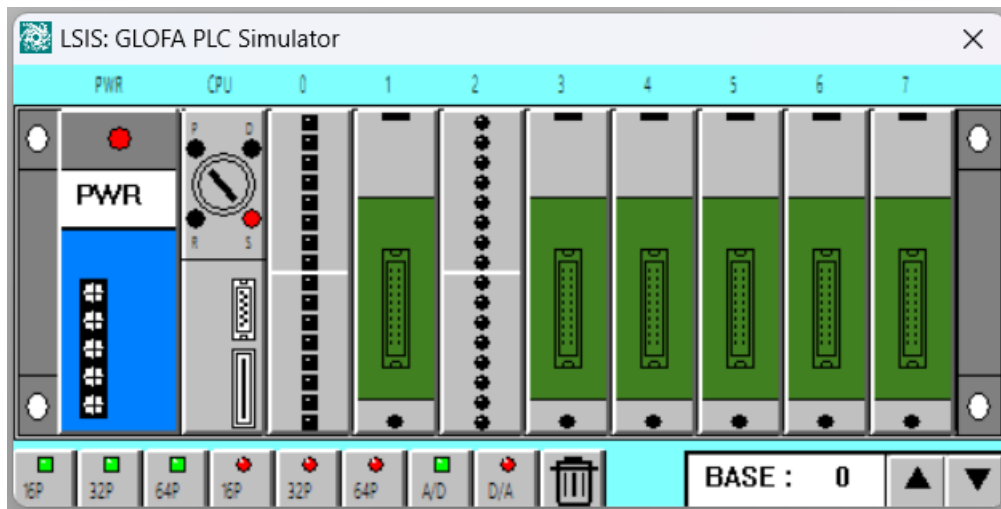 LSIS: GLOFA PLC Simulator
PWR CPU 0 1 2 3 4 5 6 7
P D
PWR
R S
16P 32P 64P 16P 32P 64P A/D D/A BASE : 0